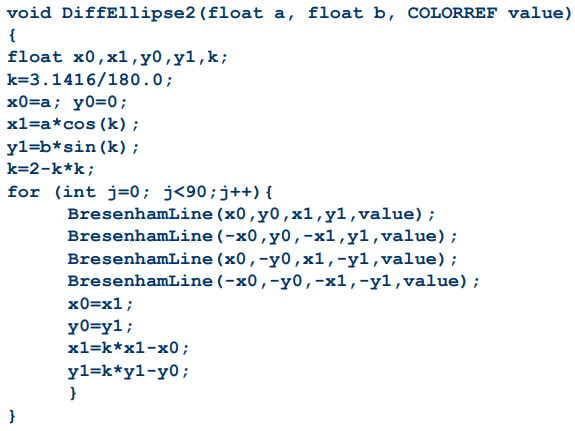 void DiffEllipse2(float a, float b, COLORREF value)
{
float x0,x1,y0,y1,k;
k=3.1416/180.0;
x0=a; y0=0;
x1=a*cos(k);
y1=b*sin(k);
k=2-k*k;
for (int j=0; j<90;j++){
BresenhamLine(x0,y0,x1,y1,value);
BresenhamLine(-x0,y0,-x1,y1,value);
BresenhamLine(x0,-y0,x1,-y1,value);
BresenhamLine(-x0,-y0,-x1,-y1,value);
x0=x1;
y0=y1;
x1=k*x1-x0;
y1=k*y1-y0;
}
}